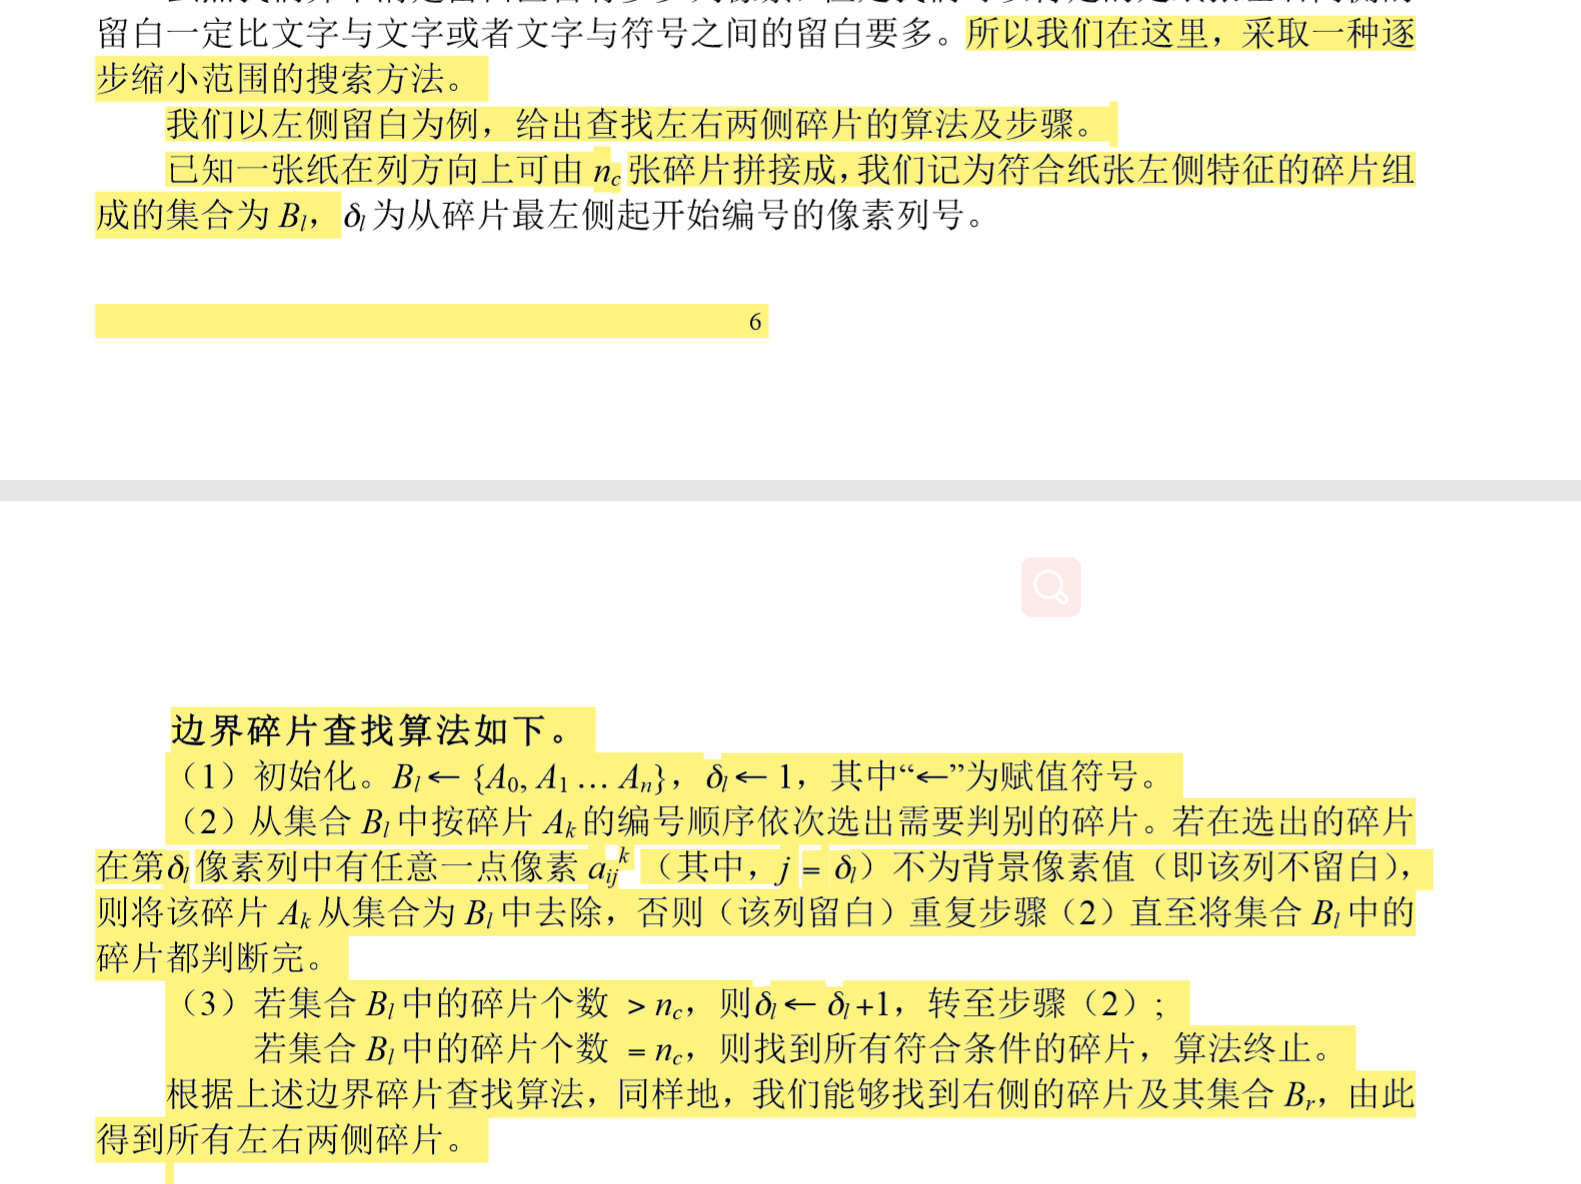 留白一定比文字与文字或者文字与符号之间的留白要多。所以我们在这里，采取一种逐
步缩小范围的搜索方法。
我们以左侧留白为例，给出查找左右两侧碎片的算法及步骤。
已知一张纸在列方向上可由 n_c 张碎片拼接成，我们记为符合纸张左侧特征的碎片组
成的集合为 B_l，δ_l 为从碎片最左侧起开始编号的像素列号。
6
边界碎片查找算法如下。
（1）初始化。B_l← {A_0, A_1 … A_n}，δ_l← 1，其中“←”为赋值符号。
（2）从集合 B_l 中按碎片 A_k 的编号顺序依次选出需要判别的碎片。若在选出的碎片
在第δ_l 像素列中有任意一点像素 a_ij^k （其中，j = δ_l）不为背景像素值（即该列不留白），
则将该碎片 A_k 从集合为 B_l 中去除，否则（该列留白）重复步骤（2）直至将集合 B_l 中的
碎片都判断完。
（3）若集合 B_l 中的碎片个数 > n_c，则δ_l← δ_l+1，转至步骤（2）;
若集合 B_l 中的碎片个数 = n_c，则找到所有符合条件的碎片，算法终止。
根据上述边界碎片查找算法，同样地，我们能够找到右侧的碎片及其集合 B_r，由此
得到所有左右两侧碎片。